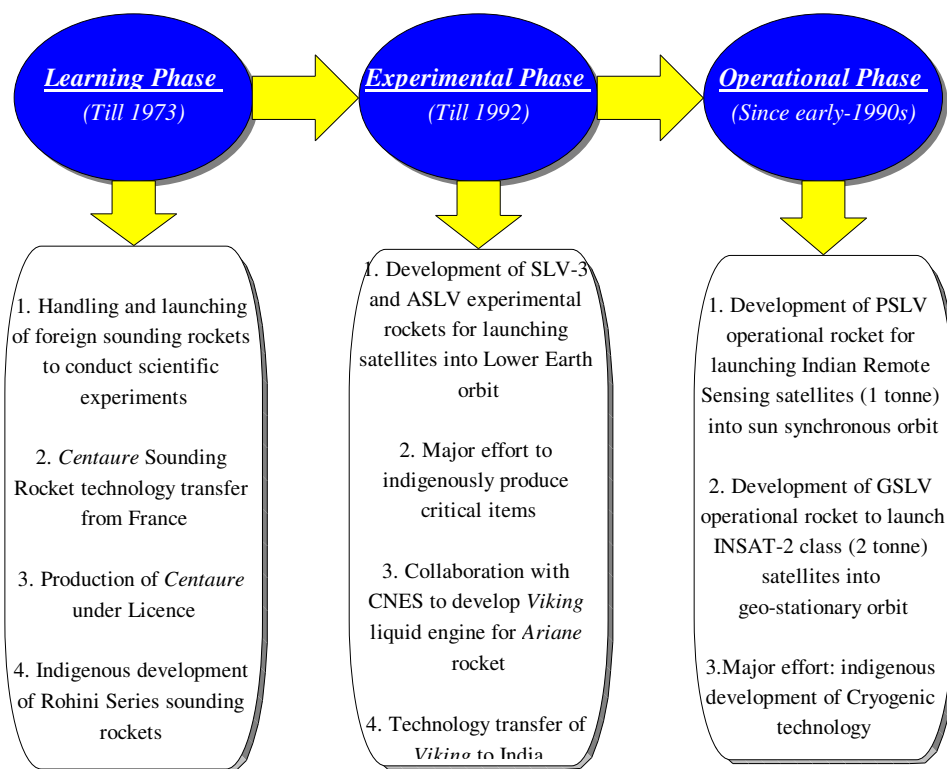 Learning Phase
(Till 1973)
Experimental Phase
(Till 1992)
Operational Phase
(Since early-1990s)
1. Handling and launching
of foreign sounding rockets
to conduct scientific
experiments
2. Centaure Sounding
Rocket technology transfer
from France
3. Production of Centaure
under Licence
4. Indigenous development
of Rohini Series sounding
rockets
1. Development of SLV-3
and ASLV experimental
rockets for launching
satellites into Lower Earth
orbit
2. Major effort to
indigenously produce
critical items
3. Collaboration with
CNES to develop Viking
liquid engine for Ariane
rocket
4. Technology transfer of
Viking to India
1. Development of PSLV
operational rocket for
launching Indian Remote
Sensing satellites (1 tonne)
into sun synchronous orbit
2. Development of GSLV
operational rocket to launch
INSAT-2 class (2 tonne)
satellites into
geo-stationary orbit
3.Major effort: indigenous
development of Cryogenic
technology